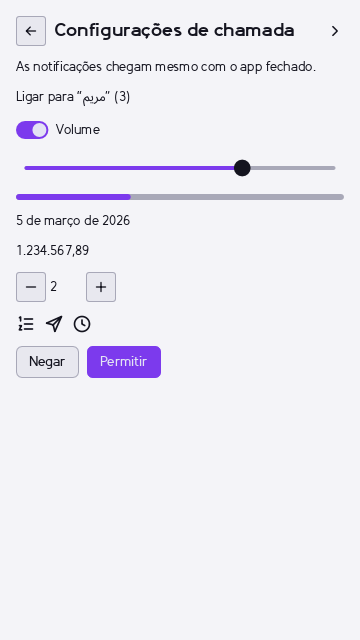 Configurações de chamada
As notificações chegam mesmo com o app fechado.
Ligar para “مريم” (3)
Volume
5 de março de 2026
1.234.567,89
2
Negar
Permitir